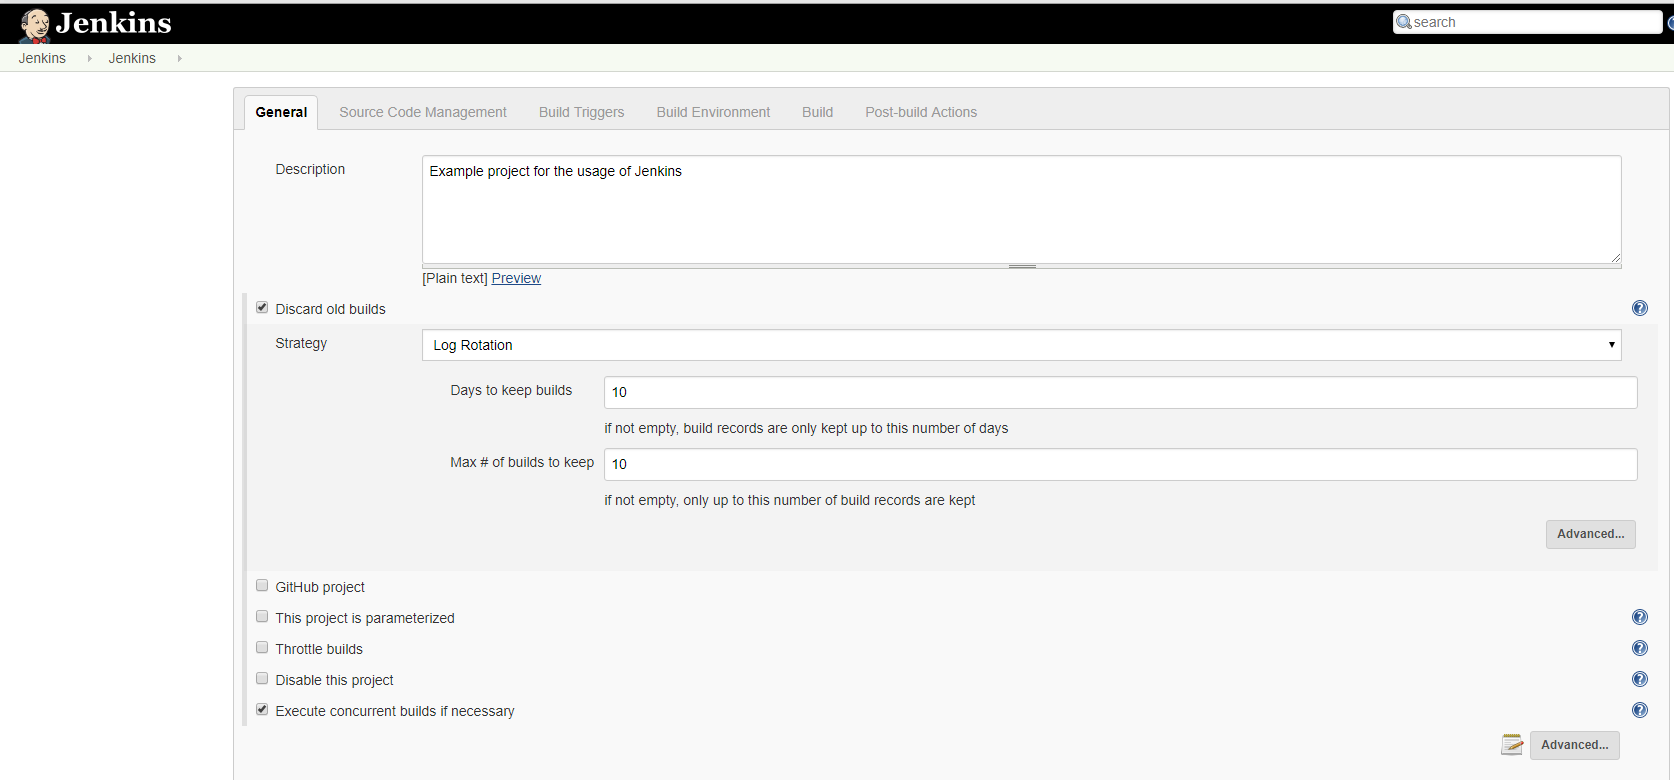 Jenkins
search
Jenkins Jenkins
General Source Code Management Build Triggers Build Environment Build Post-build Actions
Description
Example project for the usage of Jenkins
[Plain text] Preview
Discard old builds
Strategy
Log Rotation
Days to keep builds
10
if not empty, build records are only kept up to this number of days
Max # of builds to keep
10
if not empty, only up to this number of build records are kept
Advanced...
GitHub project
This project is parameterized
Throttle builds
Disable this project
Execute concurrent builds if necessary
Advanced...